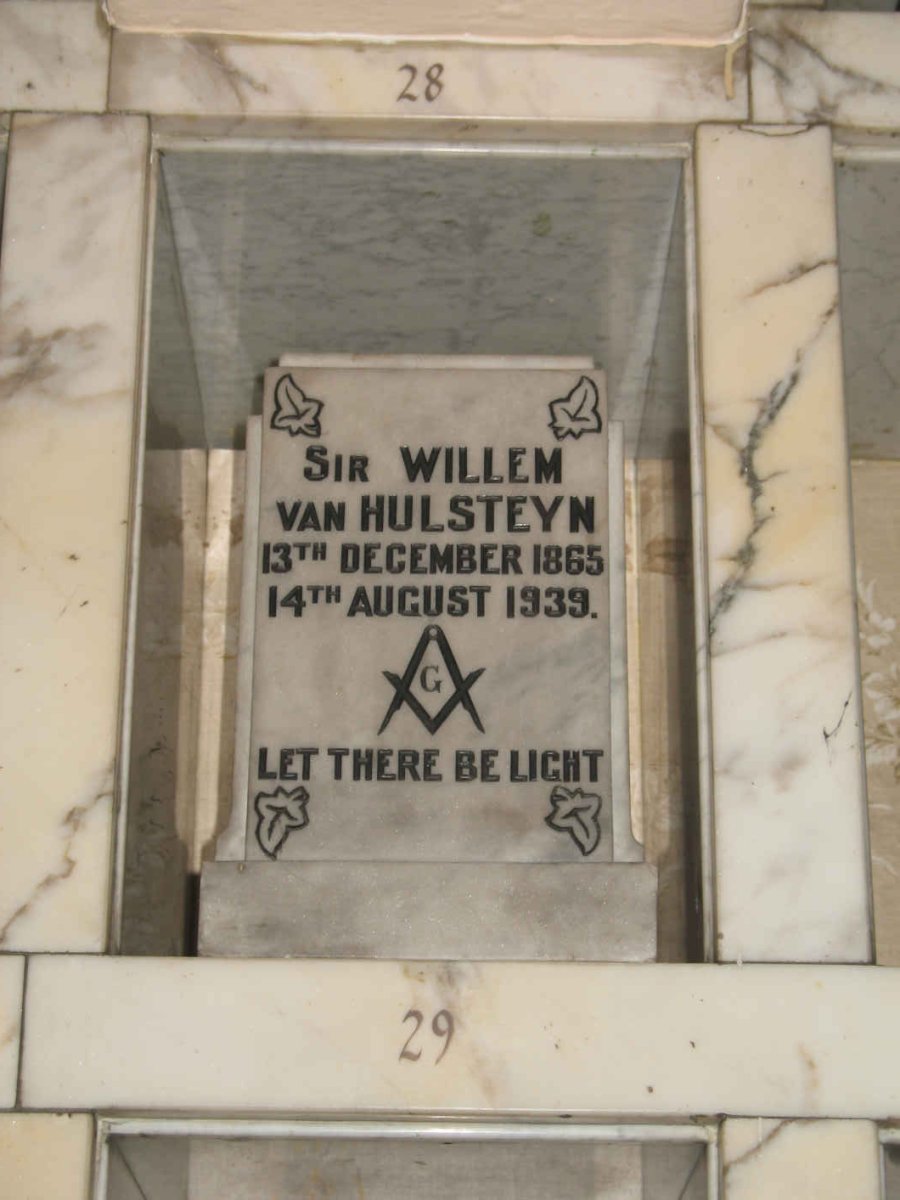 28
SIR WILLEM
VAN HULSTEYN
13TH DECEMBER 1865
14TH AUGUST 1939.
G
LET THERE BE LIGHT
29